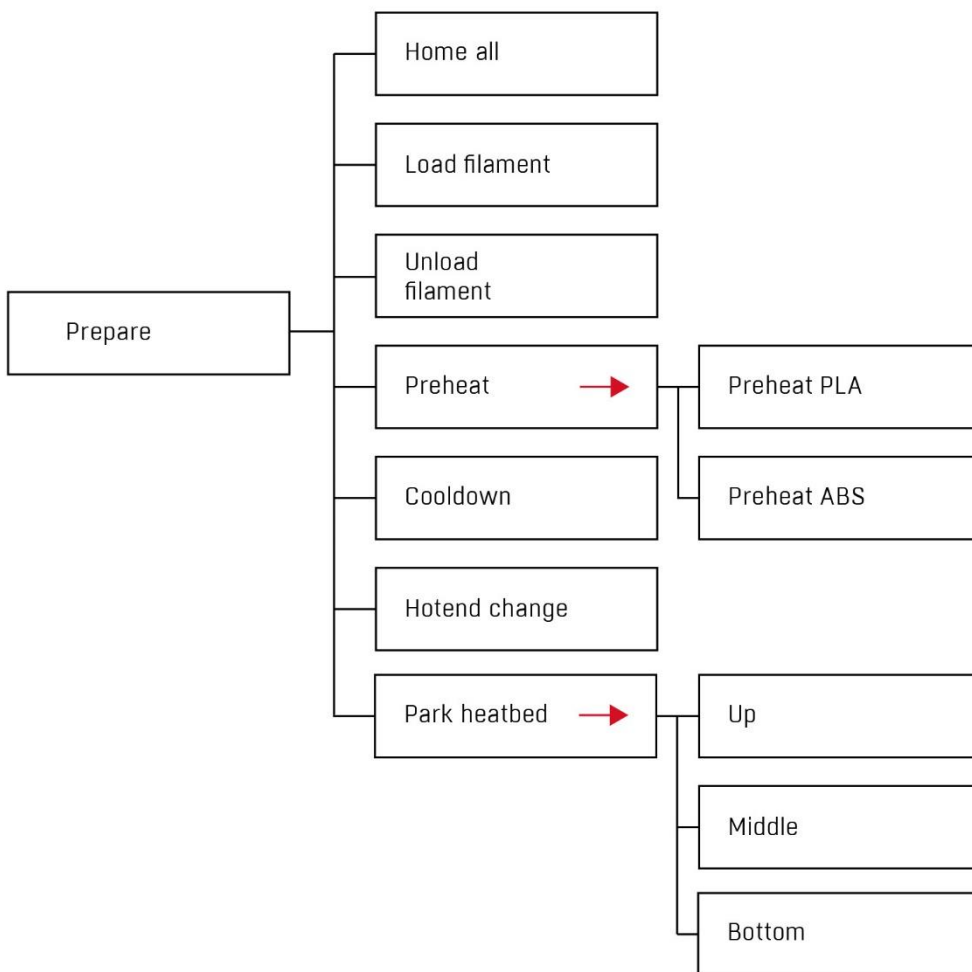 Home all
Load filament
Unload
filament
Prepare
Preheat
Preheat PLA
Cooldown
Preheat ABS
Hotend change
Park heatbed
Up
Middle
Bottom